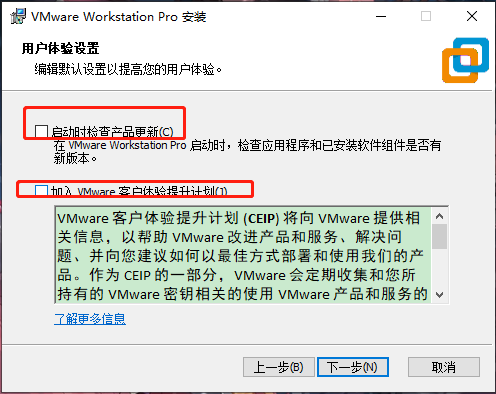 VMware Workstation Pro 安装
用户体验设置
编辑默认设置以提高您的用户体验。
启动时检查产品更新(C)
在 VMware Workstation Pro 启动时，检查应用程序和已安装软件组件是否有
新版本。
加入 VMware 客户体验提升计划(J)
VMware 客户体验提升计划 (CEIP) 将向 VMware 提供相
关信息，以帮助 VMware 改进产品和服务、解决问
题、并向您建议如何以最佳方式部署和使用我们的产
品。作为 CEIP 的一部分，VMware 会定期收集和您所
持有的 VMware 密钥相关的使用 VMware 产品和服务的
了解更多信息
上一步(B)
下一步(N)
取消